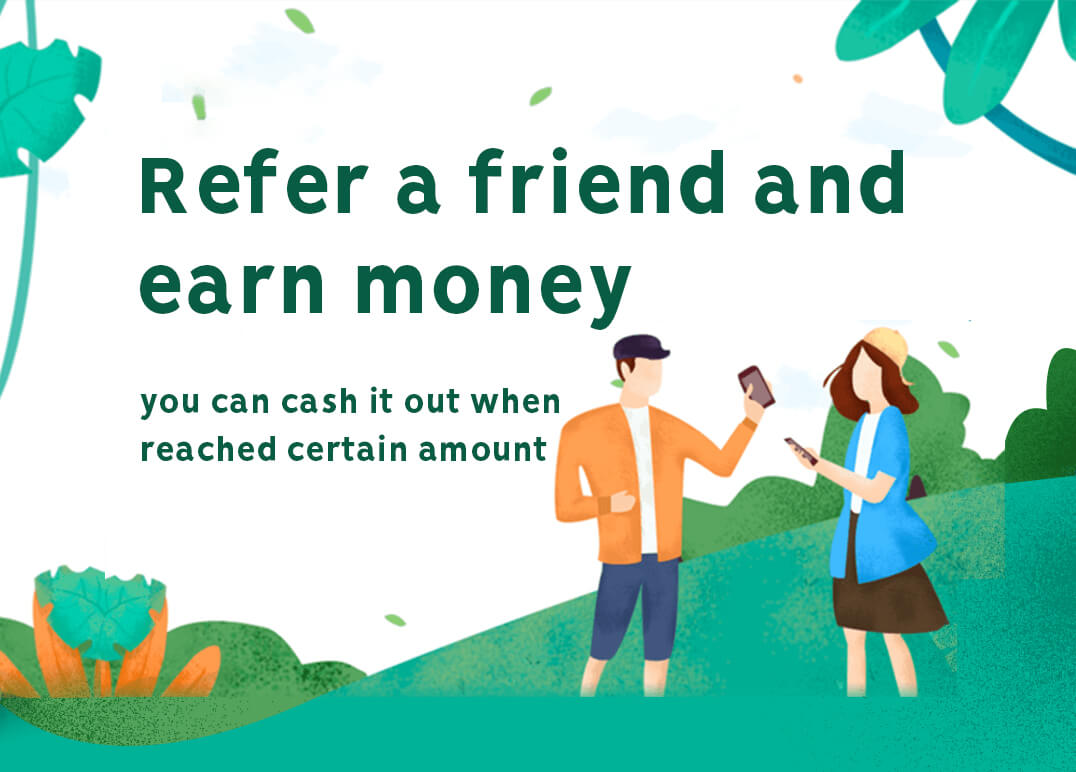 Refer a friend and
earn money
you can cash it out when
reached certain amount